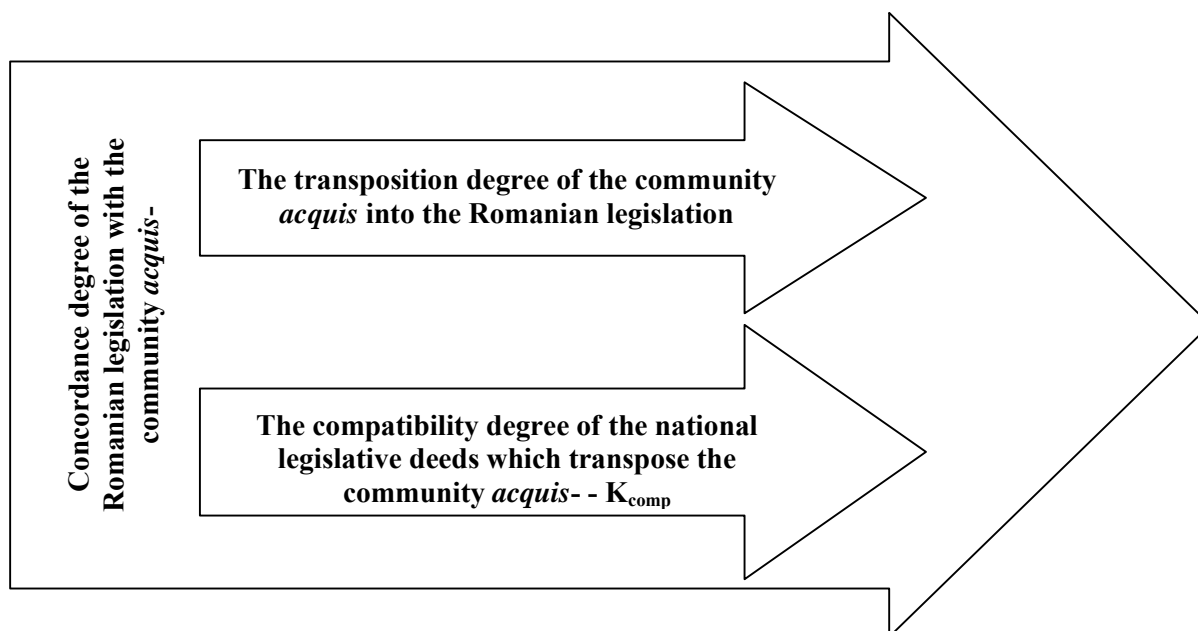 Concordance degree of the
Romanian legislation with the
community acquis-
The transposition degree of the community
acquis into the Romanian legislation
The compatibility degree of the national
legislative deeds which transpose the
community acquis- - Kcomp